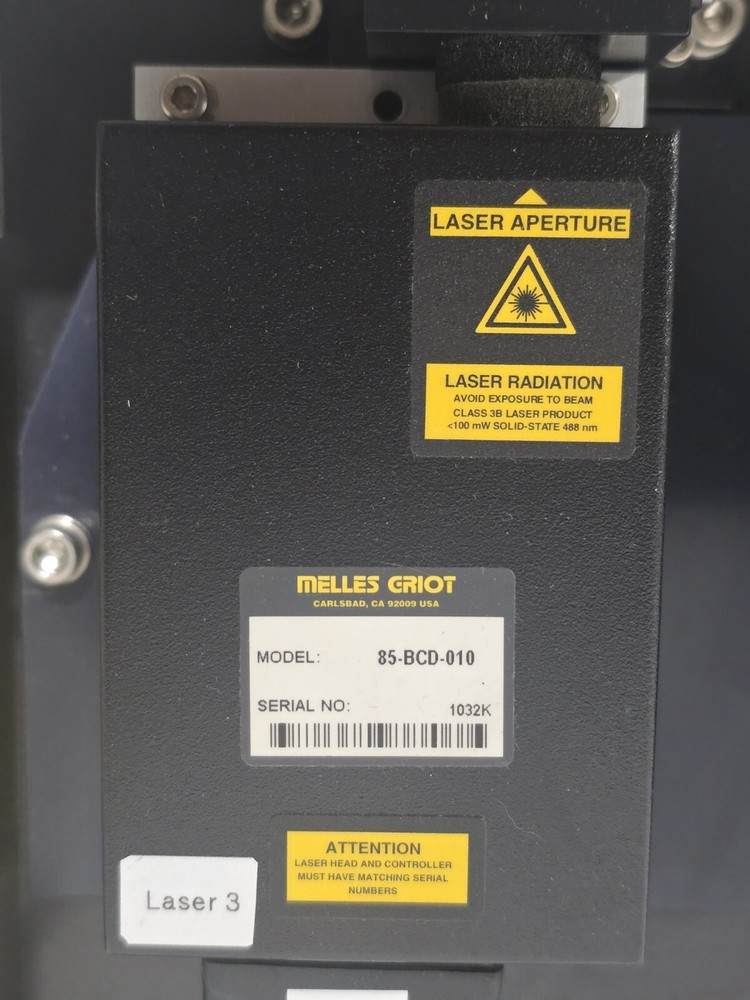 LASER APERTURE
LASER RADIATION
AVOID EXPOSURE TO BEAM
CLASS 3B LASER PRODUCT
<100 mW SOLID-STATE 488 nm
MELLES GRIOT
CARLSBAD, CA 92009 USA
MODEL: 85-BCD-010
SERIAL NO: 1032K
ATTENTION
LASER HEAD AND CONTROLLER
MUST HAVE MATCHING SERIAL
NUMBERS
Laser 3